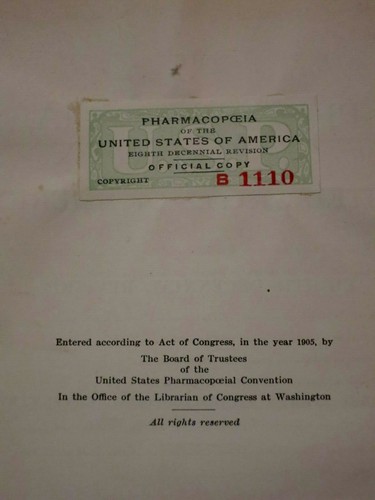 PHARMACOPŒIA
OF THE
UNITED STATES OF AMERICA
EIGHTH DECENNIAL REVISION
OFFICIAL COPY
COPYRIGHT B 1110
U.S.P.
Entered according to Act of Congress, in the year 1905, by
The Board of Trustees
of the
United States Pharmacopœial Convention
In the Office of the Librarian of Congress at Washington
All rights reserved